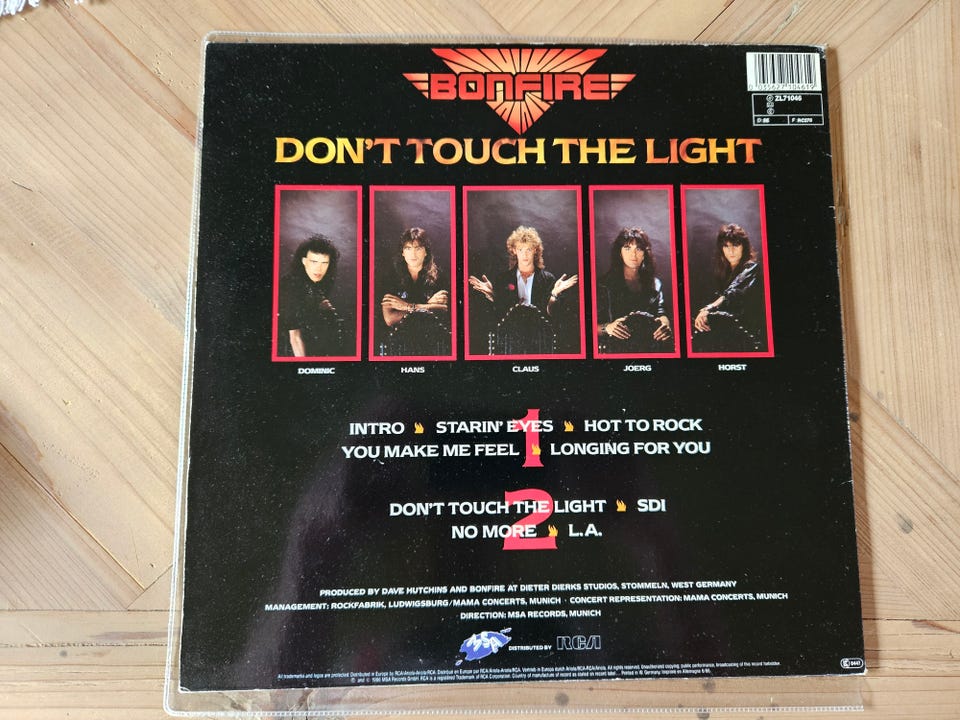 BONFIRE
ZL71046
DON'T TOUCH THE LIGHT
DOMINIC HANS CLAUS JOERG HORST
1
INTRO STARIN' EYES HOT TO ROCK
YOU MAKE ME FEEL LONGING FOR YOU
2
DON'T TOUCH THE LIGHT SDI
NO MORE L.A.
PRODUCED BY DAVE HUTCHINS AND BONFIRE AT DIETER DIERKS STUDIOS, STOMMELN, WEST GERMANY
MANAGEMENT: ROCKFABRIK, LUDWIGSBURG/MAMA CONCERTS, MUNICH · CONCERT REPRESENTATION: MAMA CONCERTS, MUNICH
DIRECTION: MSA RECORDS, MUNICH
MSA DISTRIBUTED BY RCA